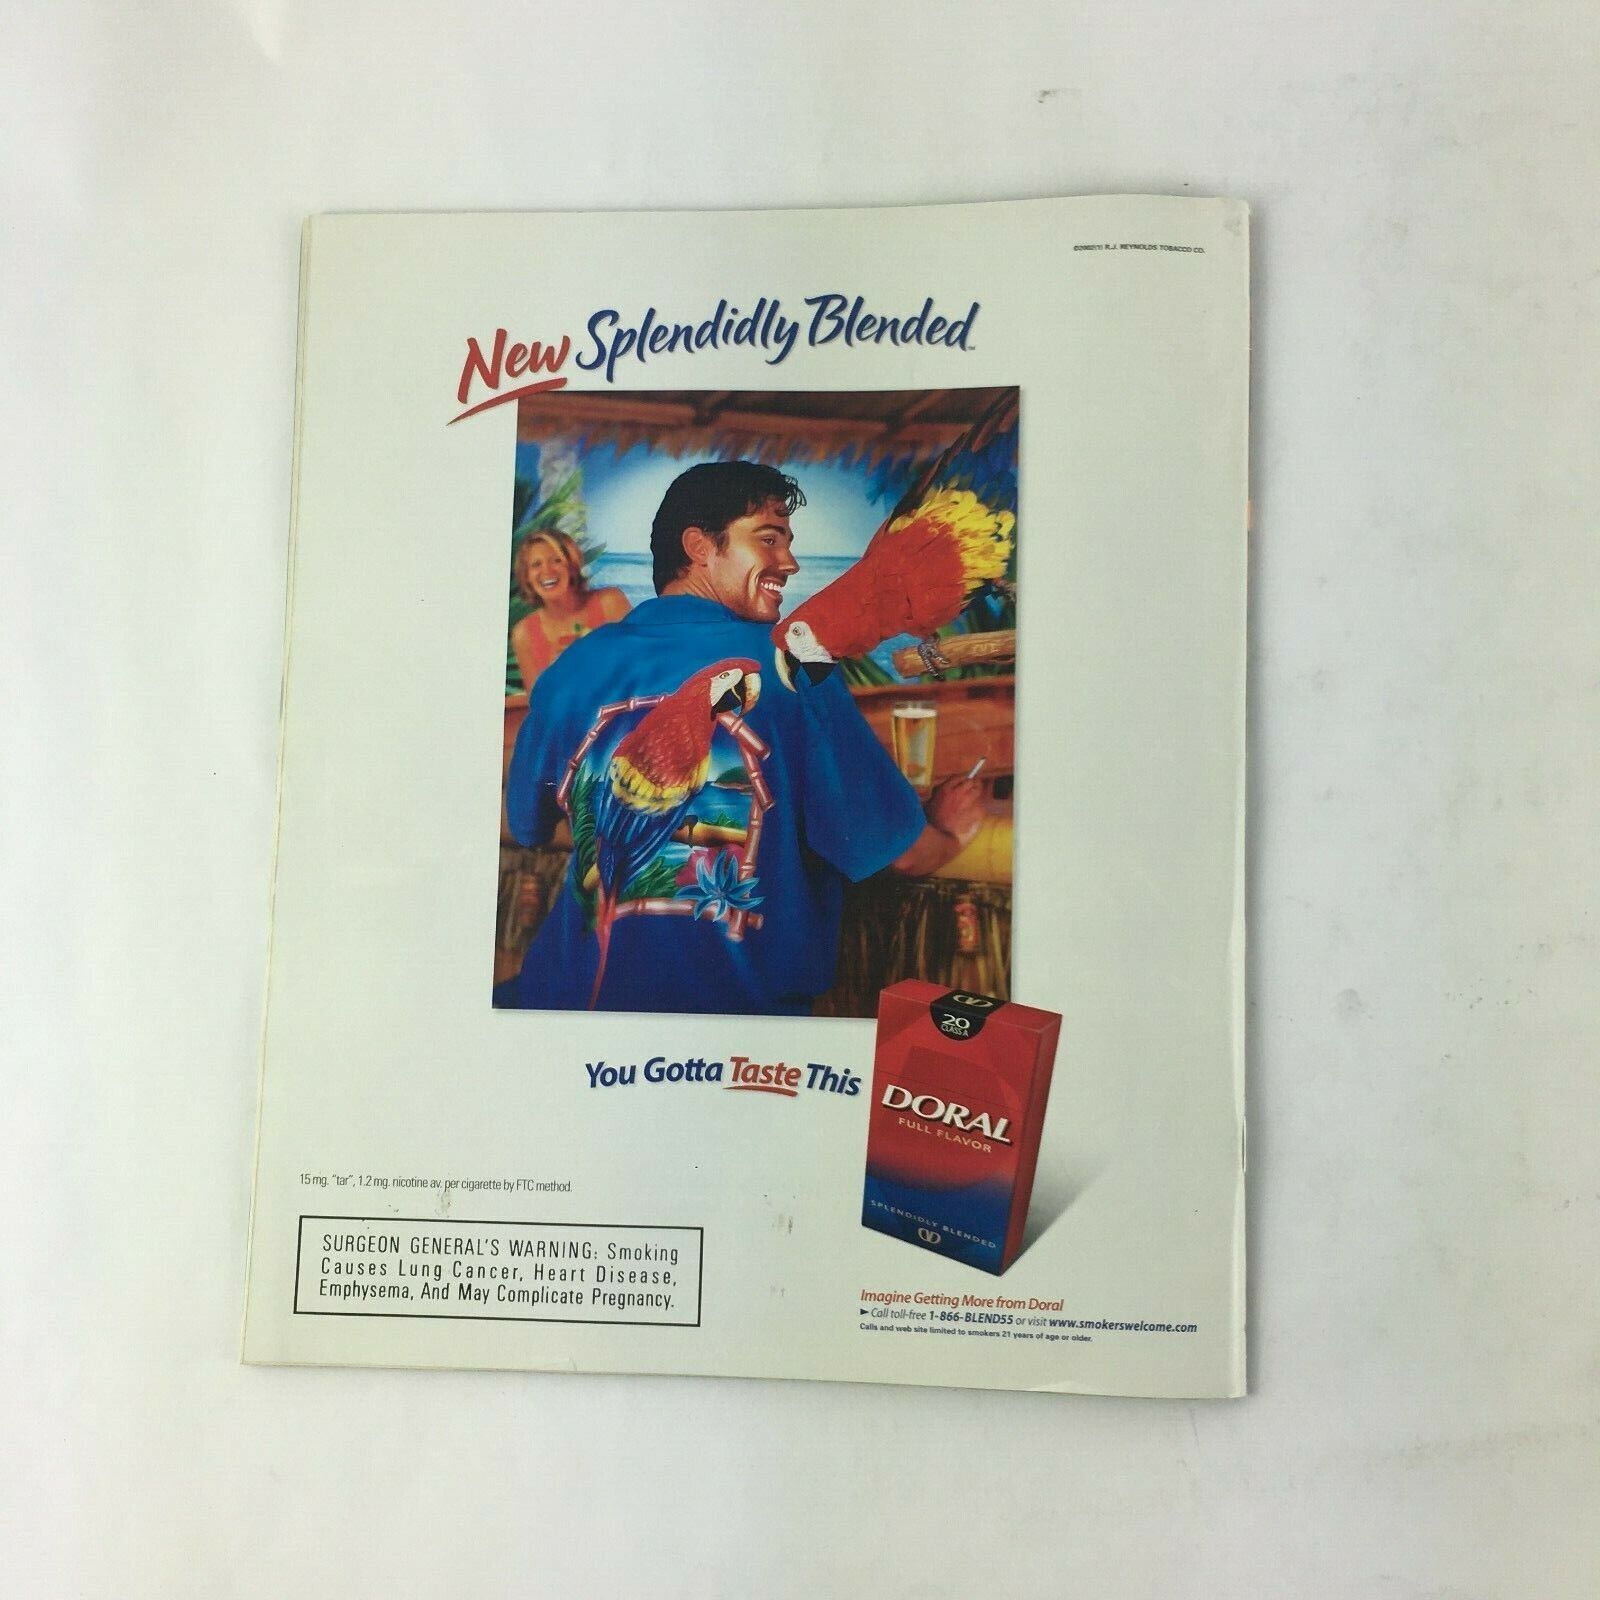 ©2002(1) R.J. REYNOLDS TOBACCO CO.
New Splendidly Blended™
You Gotta Taste This
20
CLASS A
DORAL
FULL FLAVOR
SPLENDIDLY BLENDED
15 mg. "tar", 1.2 mg. nicotine av. per cigarette by FTC method.
SURGEON GENERAL'S WARNING: Smoking
Causes Lung Cancer, Heart Disease,
Emphysema, And May Complicate Pregnancy.
Imagine Getting More from Doral
►Call toll-free 1-866-BLEND55 or visit www.smokerswelcome.com
Calls and web site limited to smokers 21 years of age or older.